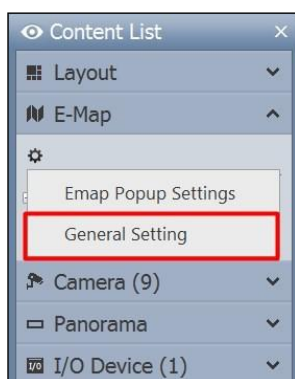 Content List
Layout
E-Map
Emap Popup Settings
General Setting
Camera (9)
Panorama
I/O
I/O Device (1)